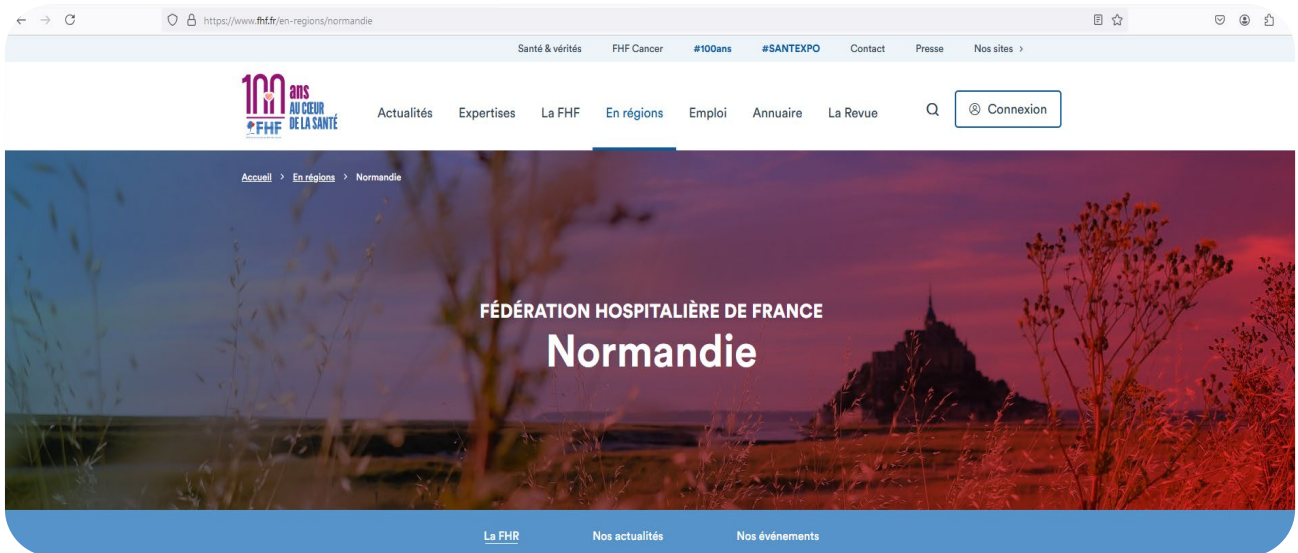 https://www.fhf.fr/en-regions/normandie
Santé & vérités FHF Cancer #100ans #SANTEXPO Contact Presse Nos sites >
100 ans
AU CŒUR
DE LA SANTÉ
FHF
Actualités Expertises La FHF En régions Emploi Annuaire La Revue Connexion
Accueil > En régions > Normandie
FÉDÉRATION HOSPITALIÈRE DE FRANCE
Normandie
La FHR Nos actualités Nos événements